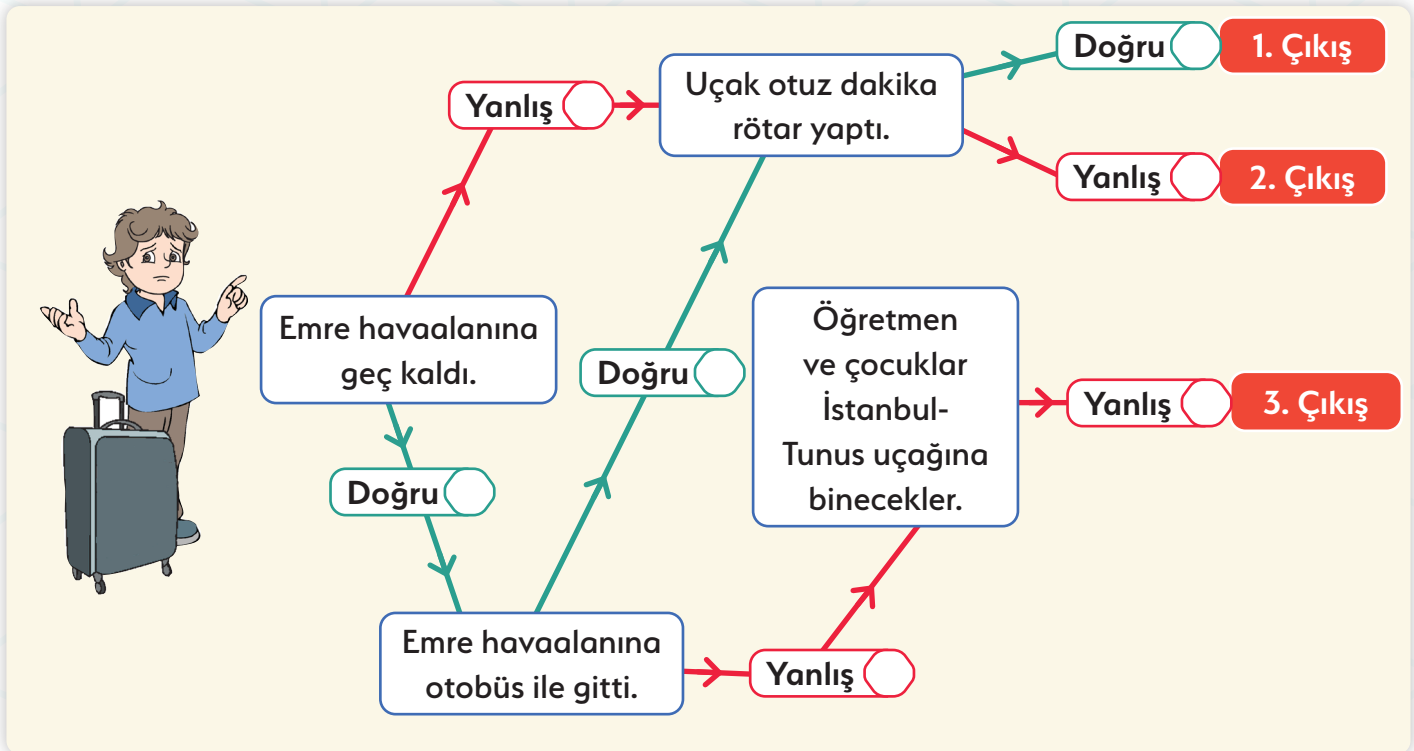 Emre havaalanına
geç kaldı.
Yanlış
Uçak otuz dakika
rötar yaptı.
Doğru
1. Çıkış
Yanlış
2. Çıkış
Doğru
Emre havaalanına
otobüs ile gitti.
Doğru
Yanlış
Öğretmen
ve çocuklar
İstanbul-
Tunus uçağına
binecekler.
Yanlış
3. Çıkış